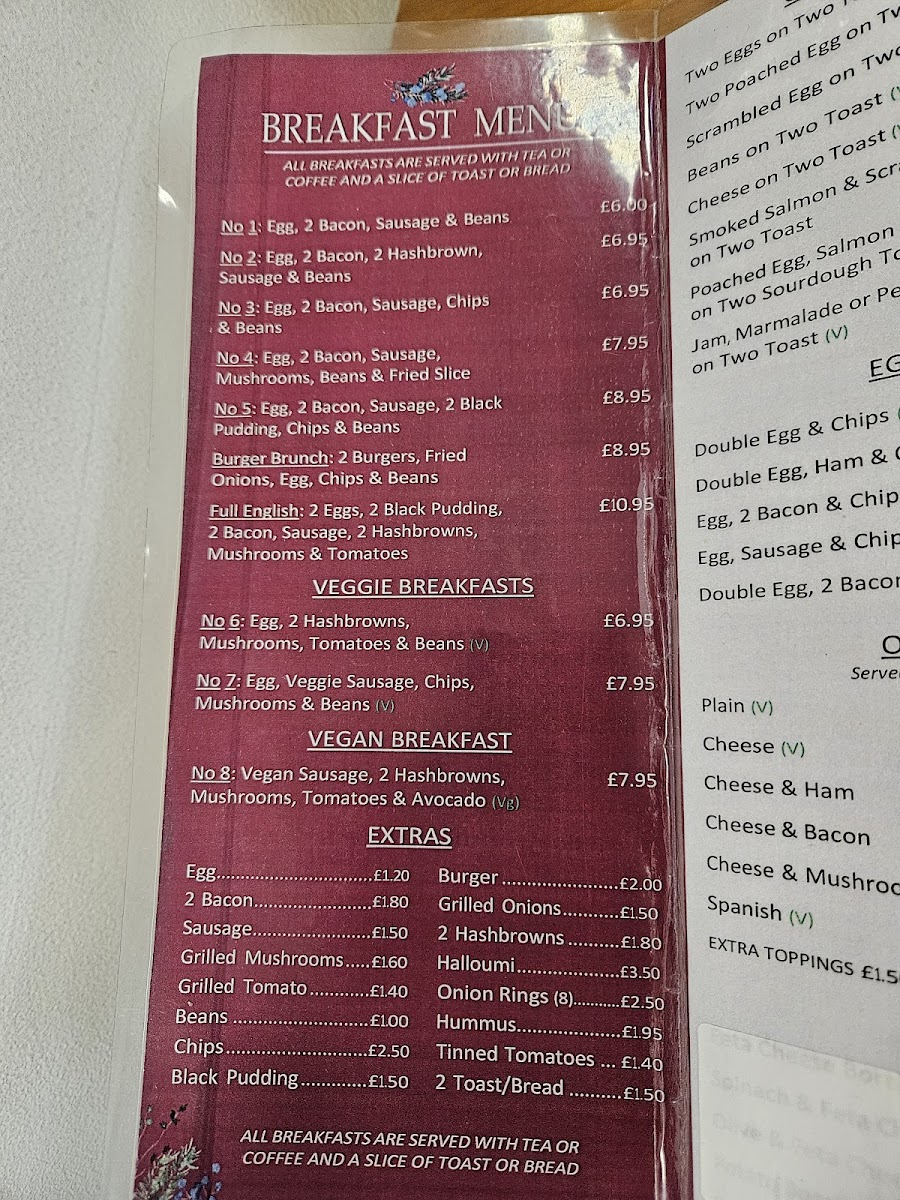 BREAKFAST MENU
ALL BREAKFASTS ARE SERVED WITH TEA OR
COFFEE AND A SLICE OF TOAST OR BREAD
No 1: Egg, 2 Bacon, Sausage & Beans £6.00
No 2: Egg, 2 Bacon, 2 Hashbrown, £6.95
Sausage & Beans
No 3: Egg, 2 Bacon, Sausage, Chips £6.95
& Beans
No 4: Egg, 2 Bacon, Sausage, £7.95
Mushrooms, Beans & Fried Slice
No 5: Egg, 2 Bacon, Sausage, 2 Black £8.95
Pudding, Chips & Beans
Burger Brunch: 2 Burgers, Fried £8.95
Onions, Egg, Chips & Beans
Full English: 2 Eggs, 2 Black Pudding, £10.95
2 Bacon, Sausage, 2 Hashbrowns,
Mushrooms & Tomatoes
VEGGIE BREAKFASTS
No 6: Egg, 2 Hashbrowns, £6.95
Mushrooms, Tomatoes & Beans (V)
No 7: Egg, Veggie Sausage, Chips, £7.95
Mushrooms & Beans (V)
VEGAN BREAKFAST
No 8: Vegan Sausage, 2 Hashbrowns, £7.95
Mushrooms, Tomatoes & Avocado (Vg)
EXTRAS
Egg..............................£1.20
2 Bacon.......................£1.80
Sausage.......................£1.50
Grilled Mushrooms.....£1.60
Grilled Tomato............£1.40
Beans...........................£1.00
Chips...........................£2.50
Black Pudding.............£1.50
Burger.......................£2.00
Grilled Onions...........£1.50
2 Hashbrowns..........£1.80
Halloumi....................£3.50
Onion Rings (8)...........£2.50
Hummus....................£1.95
Tinned Tomatoes ... £1.40
2 Toast/Bread..........£1.50
ALL BREAKFASTS ARE SERVED WITH TEA OR
COFFEE AND A SLICE OF TOAST OR BREAD
Two Eggs on Two
Two Poached Egg on
Scrambled Egg on Two
Beans on Two Toast
Cheese on Two Toast
Smoked Salmon &
on Two Toast
Poached Egg, Salmon
on Two Sourdough
Jam, Marmalade or
on Two Toast (V)
Double Egg & Chips
Double Egg, Ham &
Egg, 2 Bacon &
Egg, Sausage &
Double Egg, 2 Bacon
Plain (V)
Cheese (V)
Cheese & Ham
Cheese & Bacon
Cheese &
Spanish (V)
EXTRA TOPPINGS